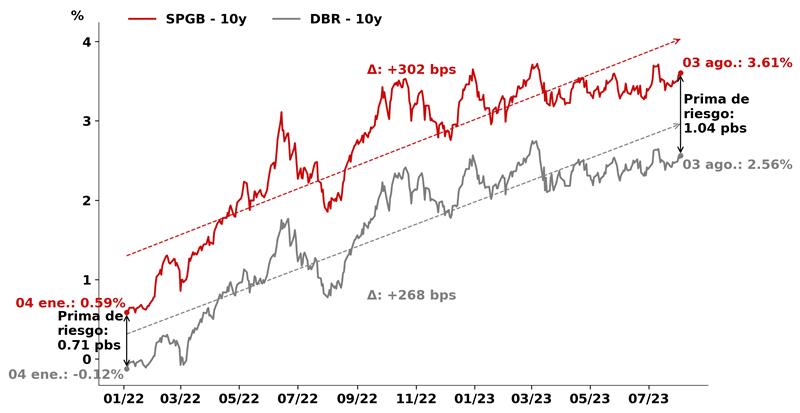 %
SPGB - 10y
DBR - 10y
4
3
2
1
0
Δ: +302 bps
03 ago.: 3.61%
Prima de
riesgo:
1.04 pbs
03 ago.: 2.56%
Δ: +268 bps
04 ene.: 0.59%
Prima de
riesgo:
0.71 pbs
04 ene.: -0.12%
01/22 03/22 05/22 07/22 09/22 11/22 01/23 03/23 05/23 07/23